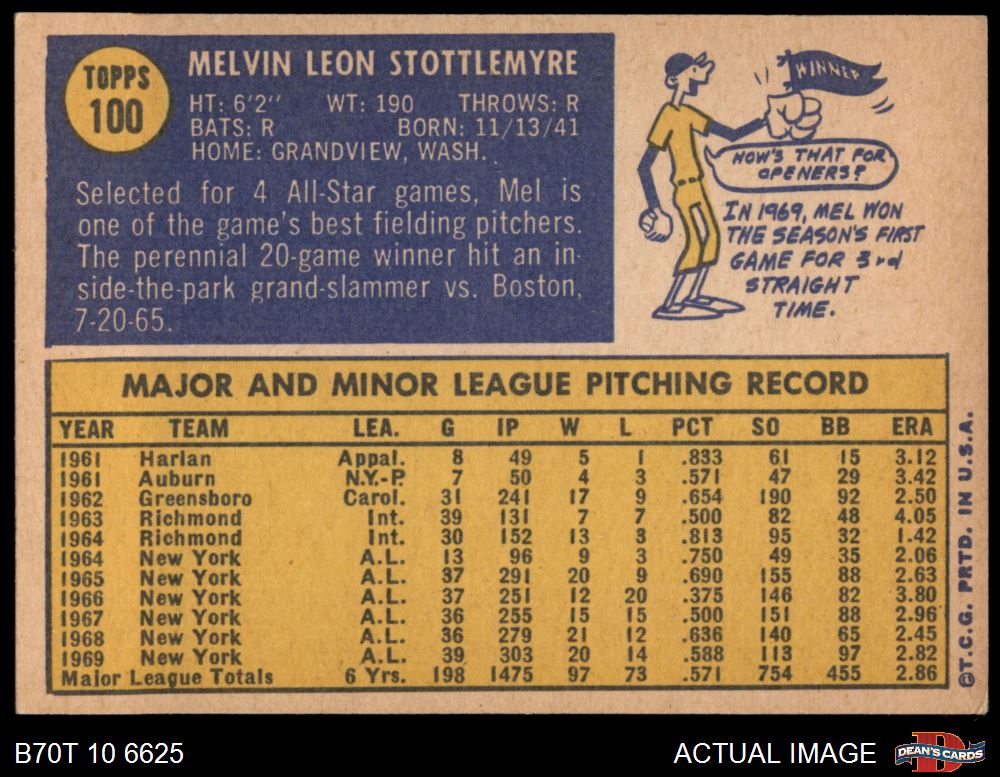 TOPPS
100
MELVIN LEON STOTTLEMYRE
HT: 6'2" WT: 190 THROWS: R
BATS: R BORN: 11/13/41
HOME: GRANDVIEW, WASH.
Selected for 4 All-Star games, Mel is
one of the game's best fielding pitchers.
The perennial 20-game winner hit an in-
side-the-park grand-slammer vs. Boston,
7-20-65.
WINNER
HOW'S THAT FOR
OPENERS?
IN 1969, MEL WON
THE SEASON'S FIRST
GAME FOR 3rd
STRAIGHT
TIME.
MAJOR AND MINOR LEAGUE PITCHING RECORD
YEAR TEAM LEA. G IP W L PCT SO BB ERA
1961 Harlan Appal. 8 49 5 1 .833 61 15 3.12
1961 Auburn N.Y.-P. 7 50 4 3 .571 47 29 3.42
1962 Greensboro Carol. 31 241 17 9 .654 190 92 2.50
1963 Richmond Int. 39 131 7 7 .500 82 48 4.05
1964 Richmond Int. 30 152 13 3 .813 95 32 1.42
1964 New York A.L. 13 96 9 3 .750 49 35 2.06
1965 New York A.L. 37 291 20 9 .690 155 88 2.63
1966 New York A.L. 37 251 12 20 .375 146 82 3.80
1967 New York A.L. 36 255 15 15 .500 151 88 2.96
1968 New York A.L. 36 279 21 12 .636 140 65 2.45
1969 New York A.L. 39 303 20 14 .588 113 97 2.82
Major League Totals 6 Yrs. 198 1475 97 73 .571 754 455 2.86
©T.C.G. PRTD. IN U.S.A.
B70T 10 6625
ACTUAL IMAGE
D
DEAN'S CARDS